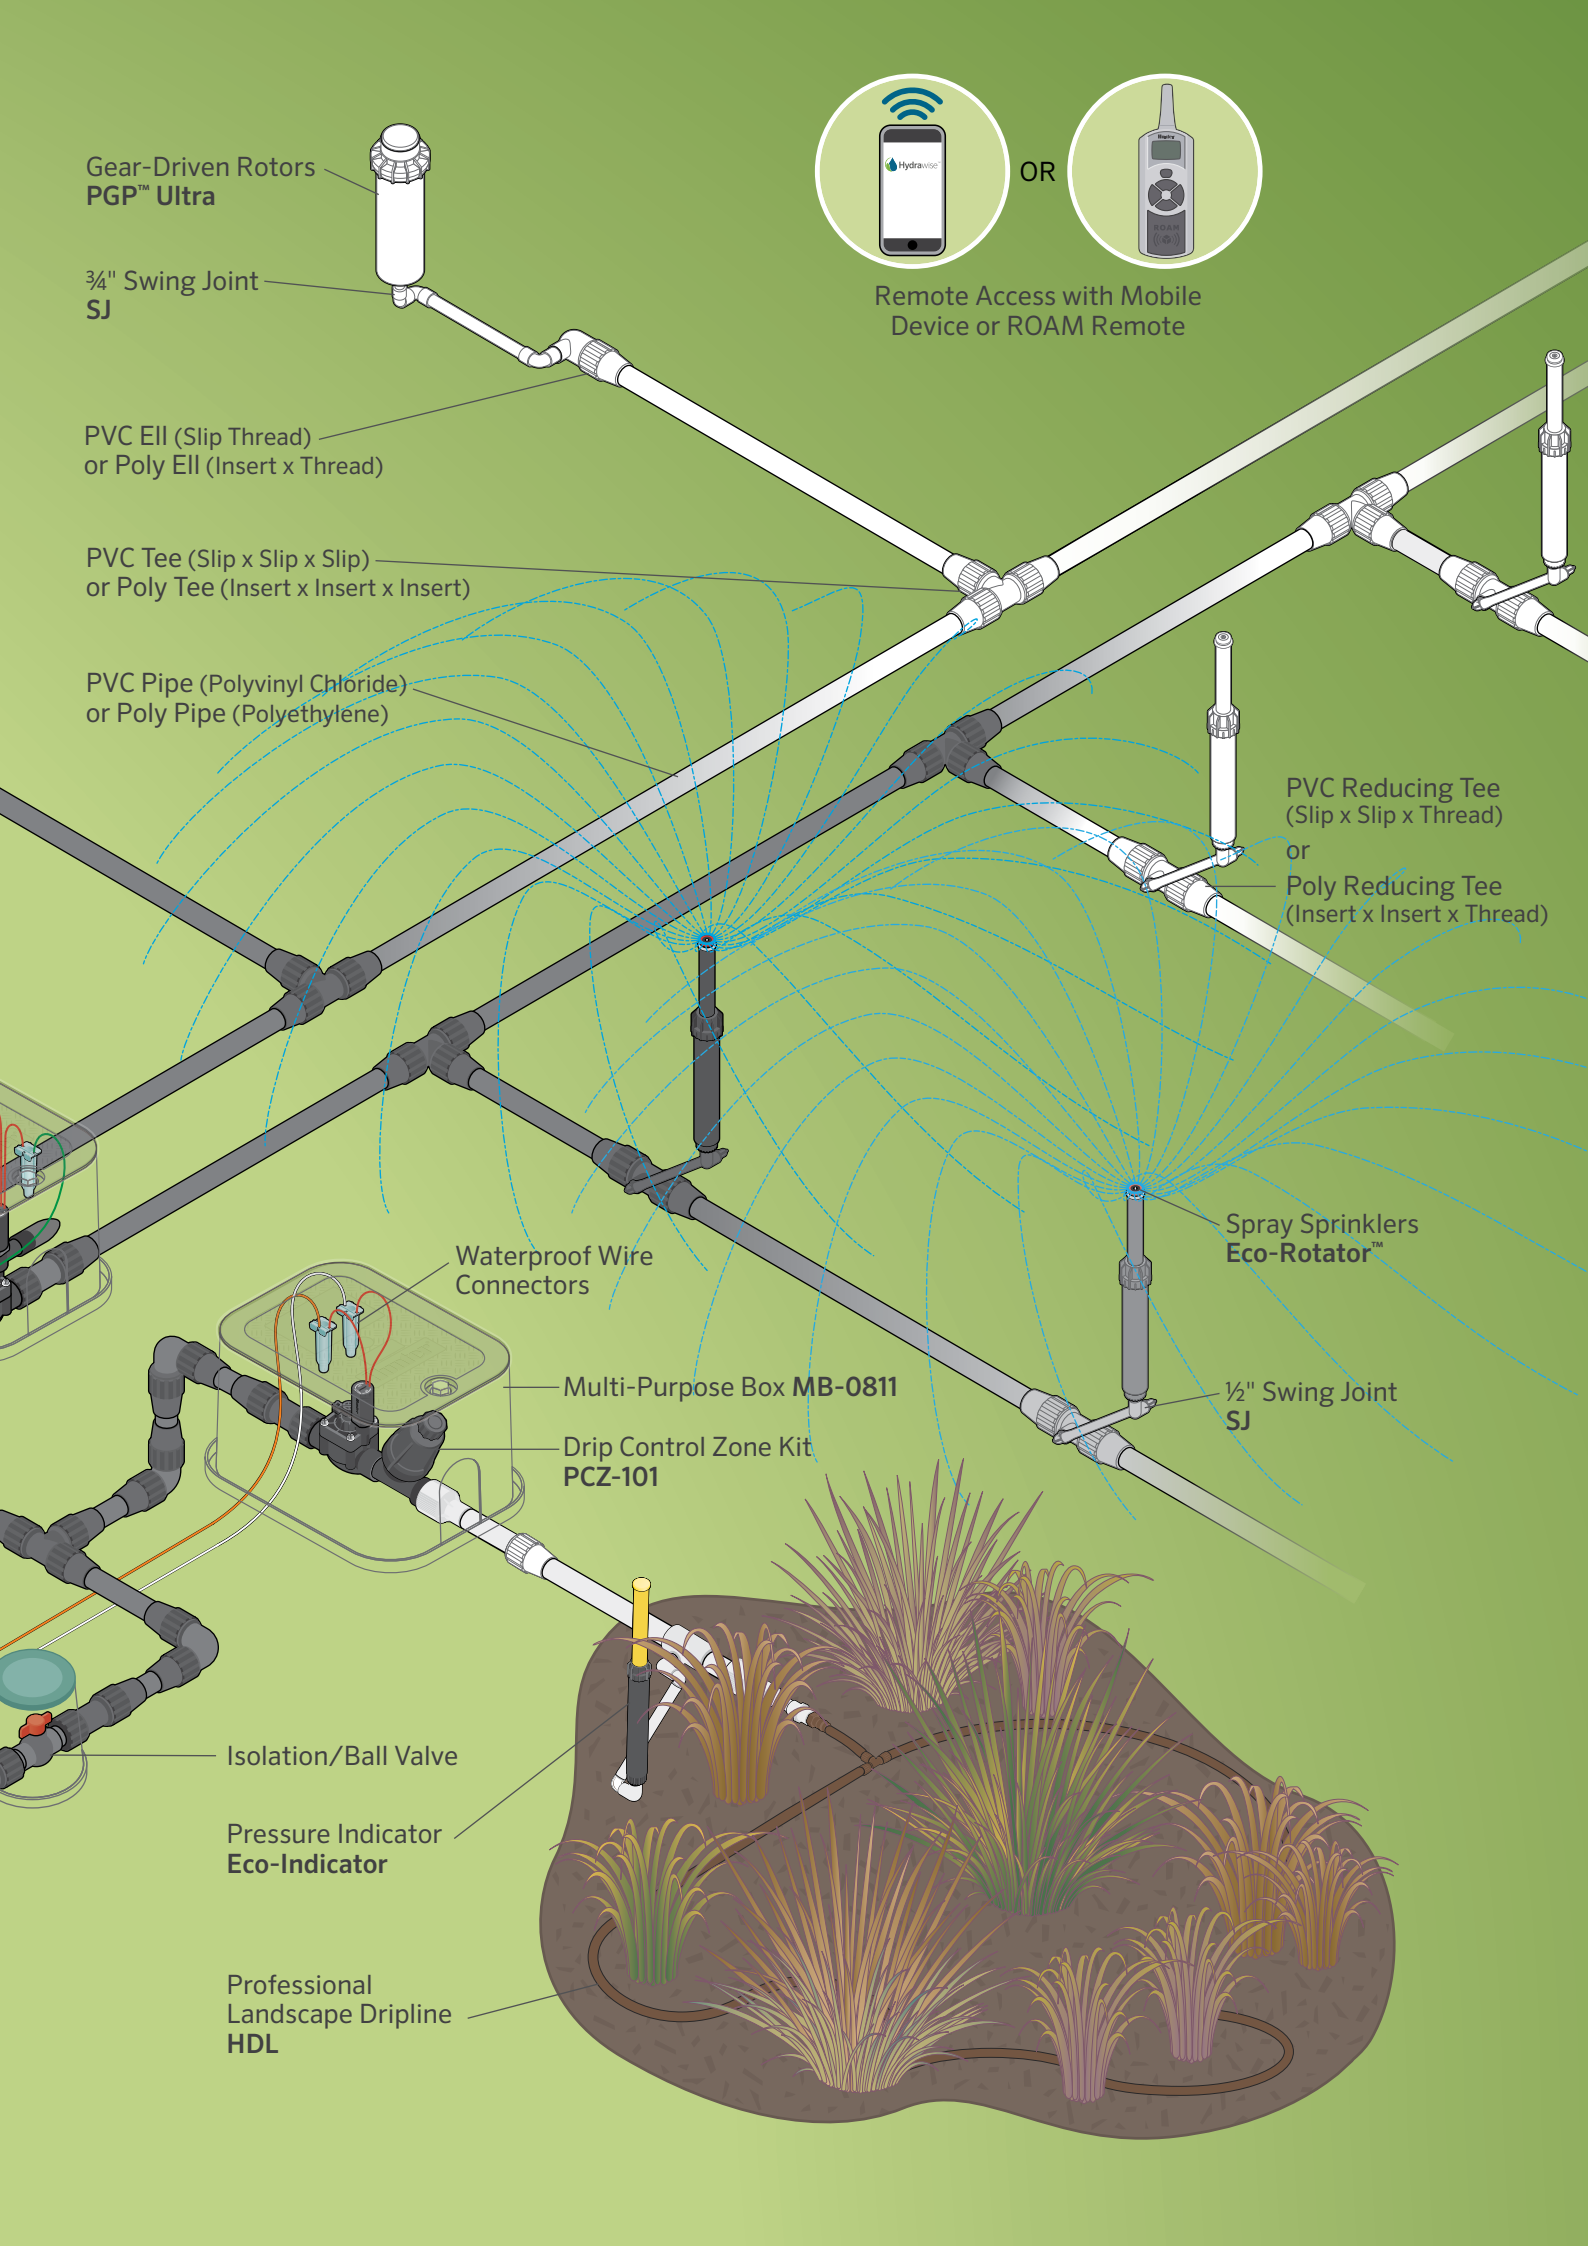 Hydrawise™
OR
Hunter
ROAM
Remote Access with Mobile
Device or ROAM Remote
Gear-Driven Rotors
PGP™ Ultra
¾" Swing Joint
SJ
PVC Ell (Slip Thread)
or Poly Ell (Insert x Thread)
PVC Tee (Slip x Slip x Slip)
or Poly Tee (Insert x Insert x Insert)
PVC Pipe (Polyvinyl Chloride)
or Poly Pipe (Polyethylene)
PVC Reducing Tee
(Slip x Slip x Thread)
or
Poly Reducing Tee
(Insert x Insert x Thread)
Spray Sprinklers
Eco-Rotator™
Waterproof Wire
Connectors
Multi-Purpose Box MB-0811
½" Swing Joint
SJ
Drip Control Zone Kit
PCZ-101
Isolation/Ball Valve
Pressure Indicator
Eco-Indicator
Professional
Landscape Dripline
HDL